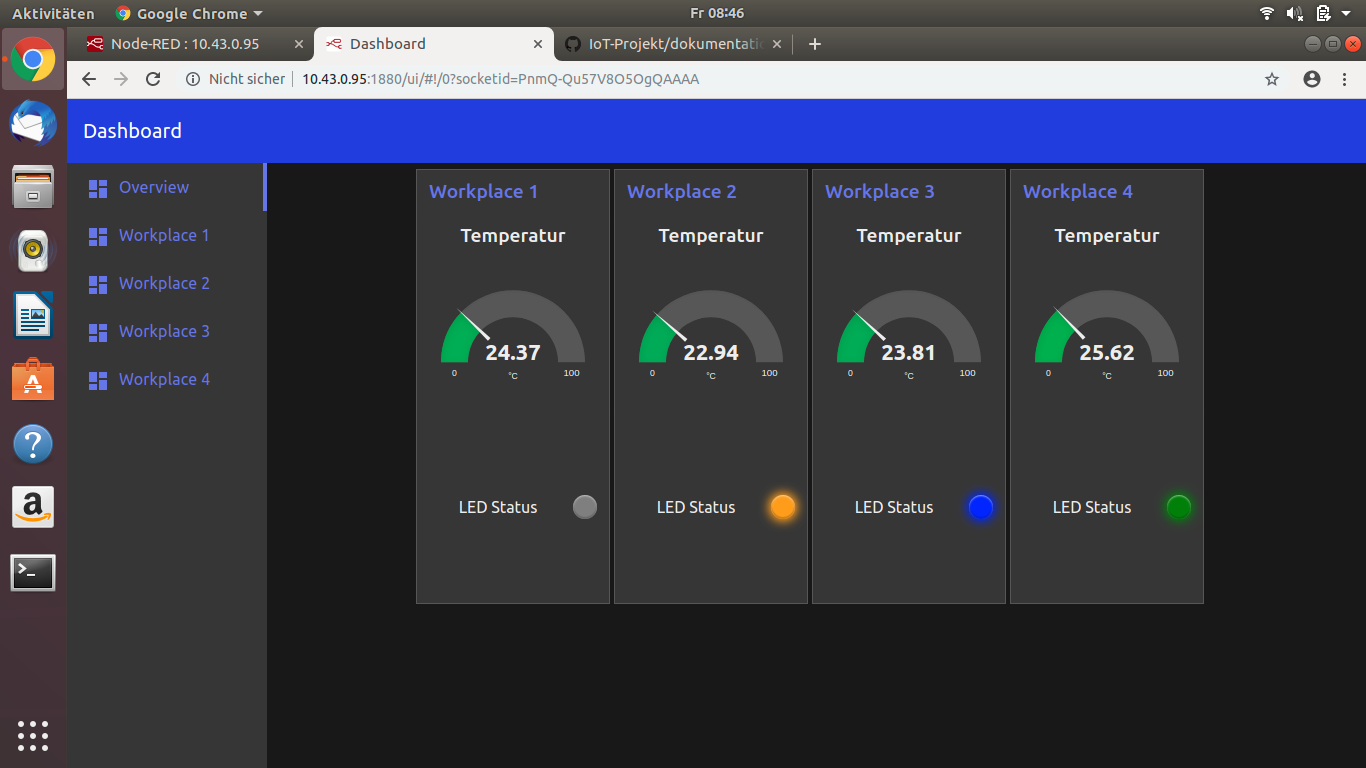 Aktivitäten Google Chrome Fr 08:46
Node-RED : 10.43.0.95 Dashboard IoT-Projekt/dokumentati
Nicht sicher 10.43.0.95:1880/ui/#!/0?socketid=PnmQ-Qu57V8O5OgQAAAA
Dashboard
Overview
Workplace 1
Workplace 2
Workplace 3
Workplace 4
Workplace 1
Temperatur
24.37
0 °C 100
LED Status
Workplace 2
Temperatur
22.94
0 °C 100
LED Status
Workplace 3
Temperatur
23.81
0 °C 100
LED Status
Workplace 4
Temperatur
25.62
0 °C 100
LED Status